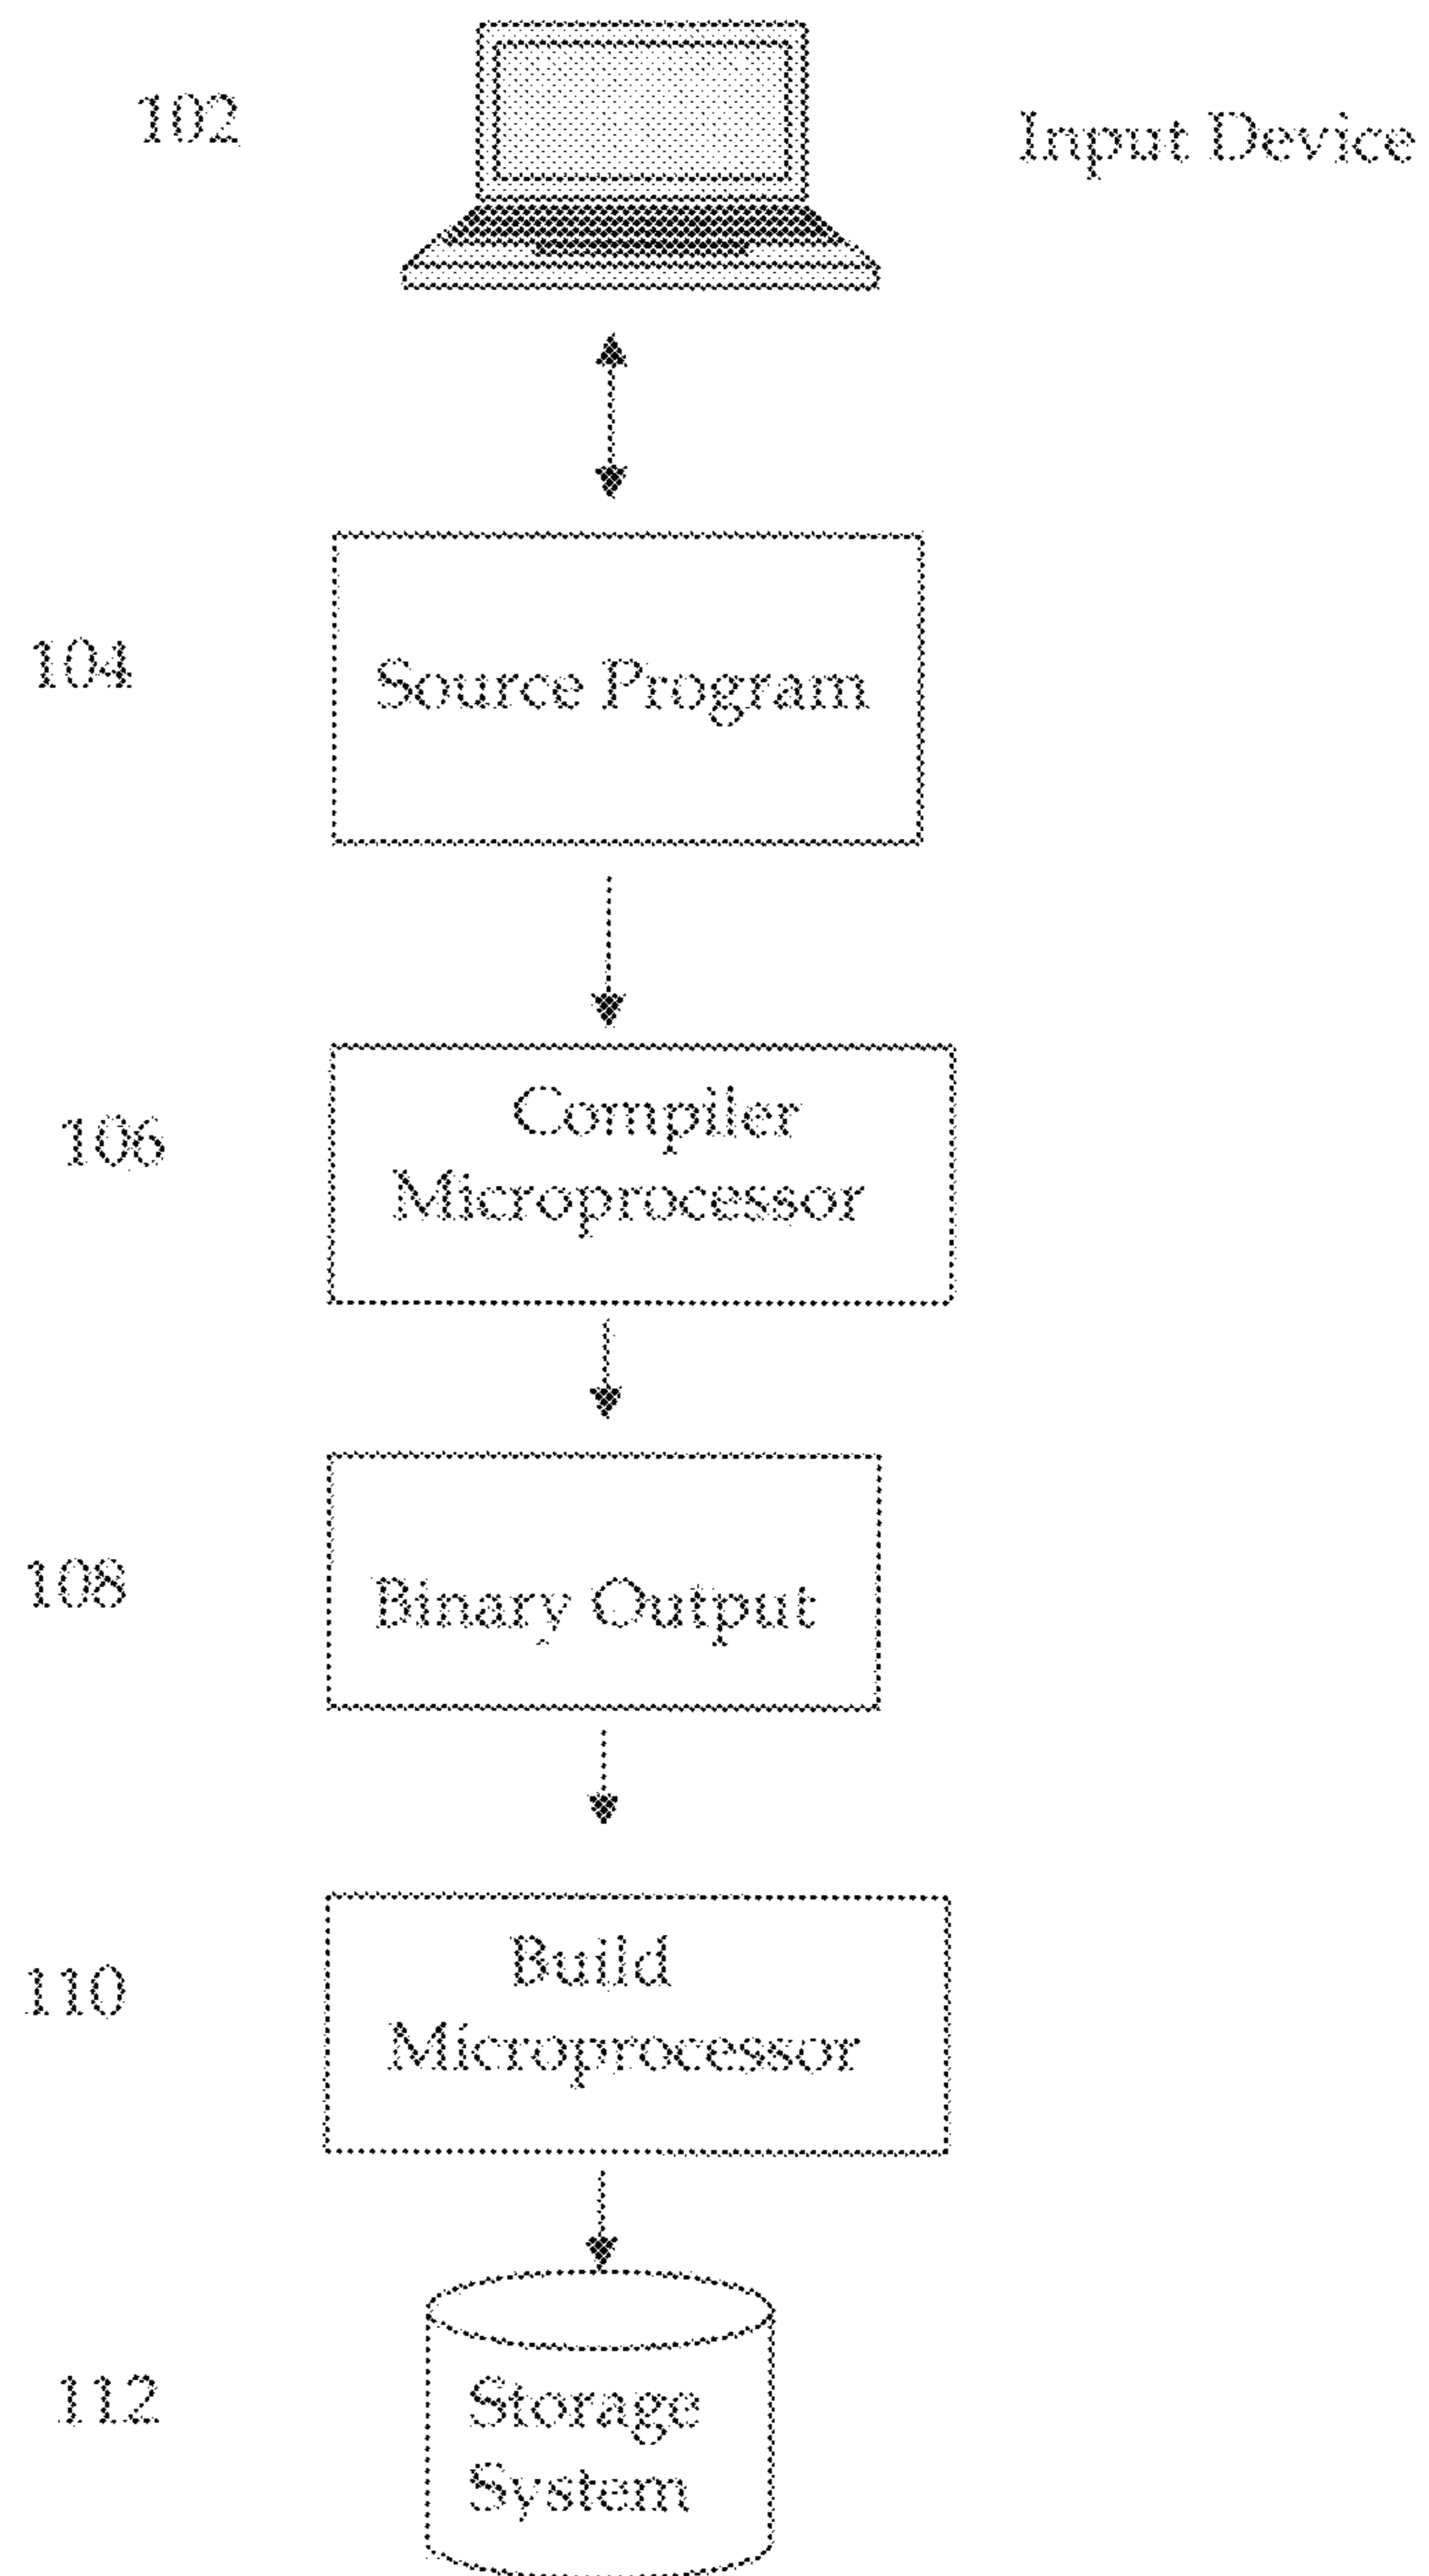 102
Input Device
104
Source Program
106
Compiler
Microprocessor
108
Binary Output
110
Build
Microprocessor
112
Storage
System